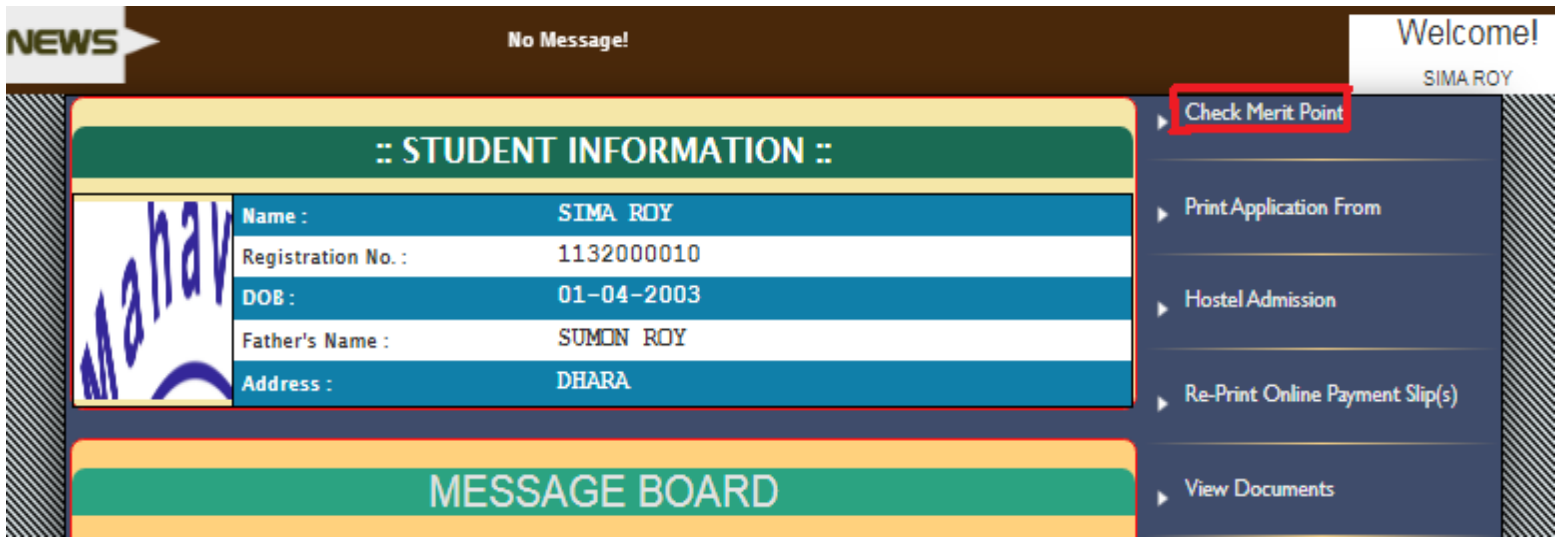 NEWS
No Message!
Welcome!
SIMA ROY
:: STUDENT INFORMATION ::
Name : SIMA ROY
Registration No. : 1132000010
DOB : 01-04-2003
Father's Name : SUMON ROY
Address : DHARA
MESSAGE BOARD
Check Merit Point
Print Application From
Hostel Admission
Re-Print Online Payment Slip(s)
View Documents